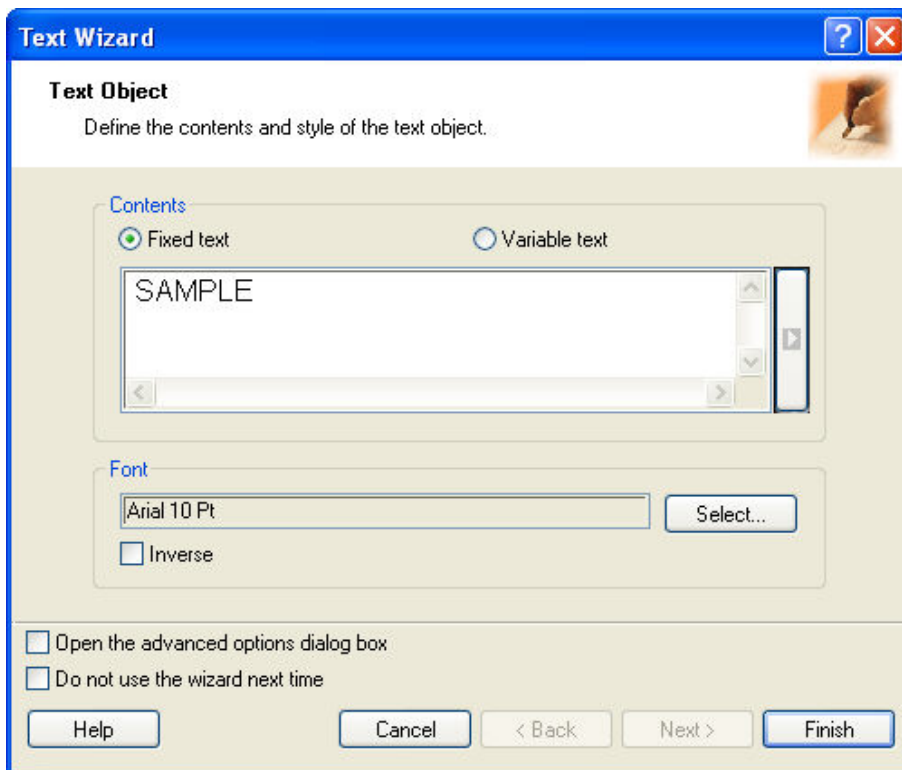 Text Wizard
Text Object
Define the contents and style of the text object.
Contents
Fixed text Variable text
SAMPLE
Font
Arial 10 Pt Select...
Inverse
Open the advanced options dialog box
Do not use the wizard next time
Help Cancel < Back Next > Finish